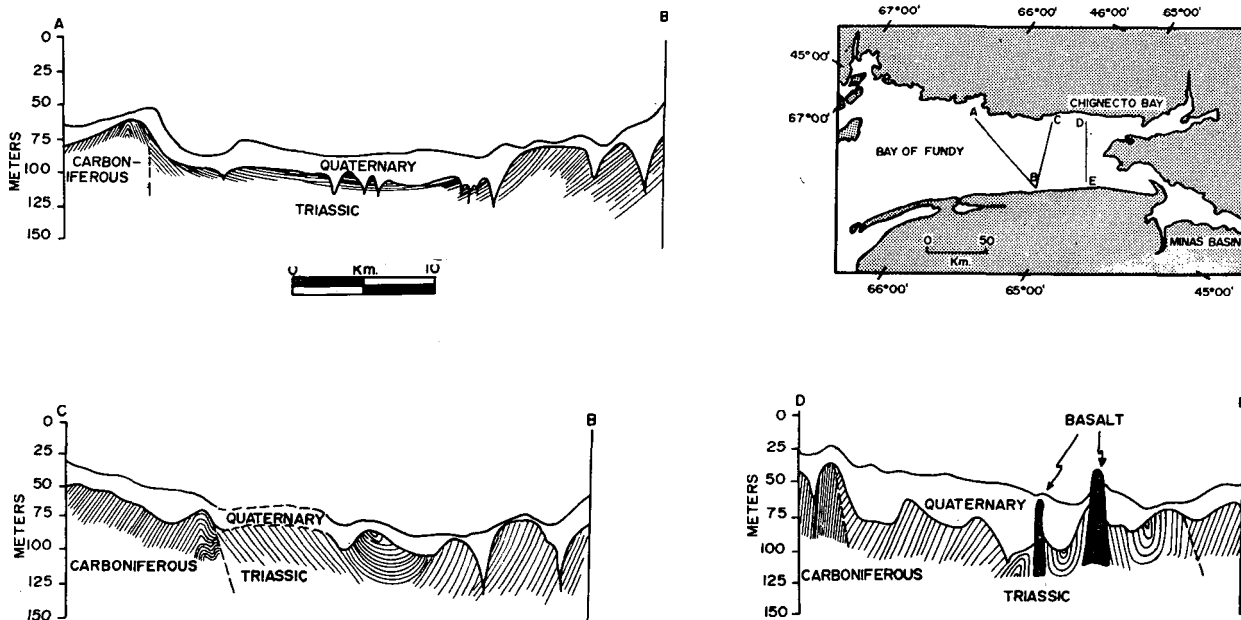 A
B
0
25
50
75
100
125
150
METERS
CARBON-
IFEROUS
QUATERNARY
TRIASSIC
0 Km. 10
67°00' 66°00' 46°00' 65°00'
45°00'
67°00'
CHIGNECTO BAY
A
C
D
BAY OF FUNDY
B
E
MINAS BASIN
0 50
Km.
66°00' 65°00' 45°00'
C
B
0
25
50
75
100
125
150
METERS
QUATERNARY
CARBONIFEROUS
TRIASSIC
D
0
25
50
75
100
125
150
METERS
BASALT
QUATERNARY
CARBONIFEROUS
TRIASSIC